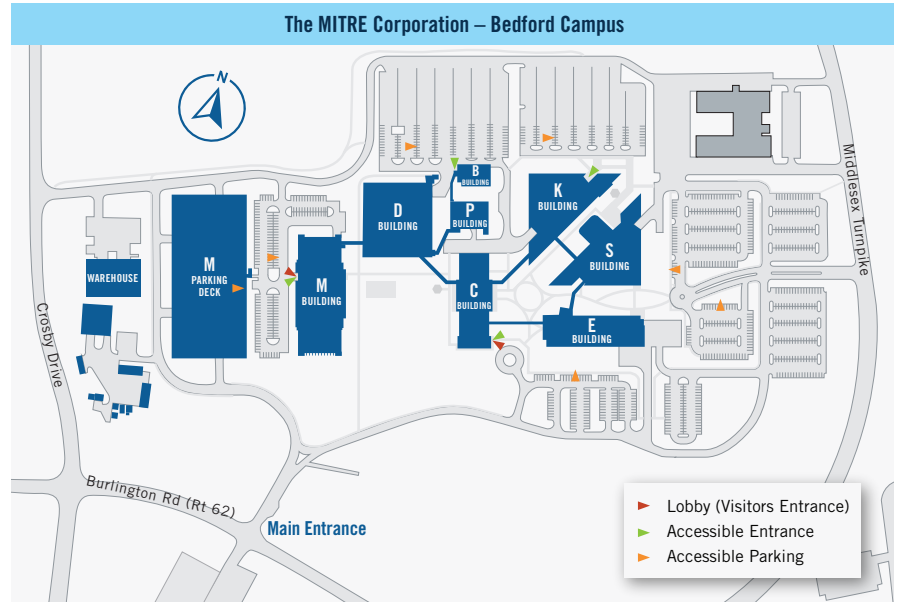 The MITRE Corporation – Bedford Campus
N
B
BUILDING
K
BUILDING
D
BUILDING
P
BUILDING
S
BUILDING
WAREHOUSE
M
PARKING
DECK
M
BUILDING
C
BUILDING
E
BUILDING
Middlesex Turnpike
Crosby Drive
Burlington Rd (Rt 62)
Main Entrance
Lobby (Visitors Entrance)
Accessible Entrance
Accessible Parking